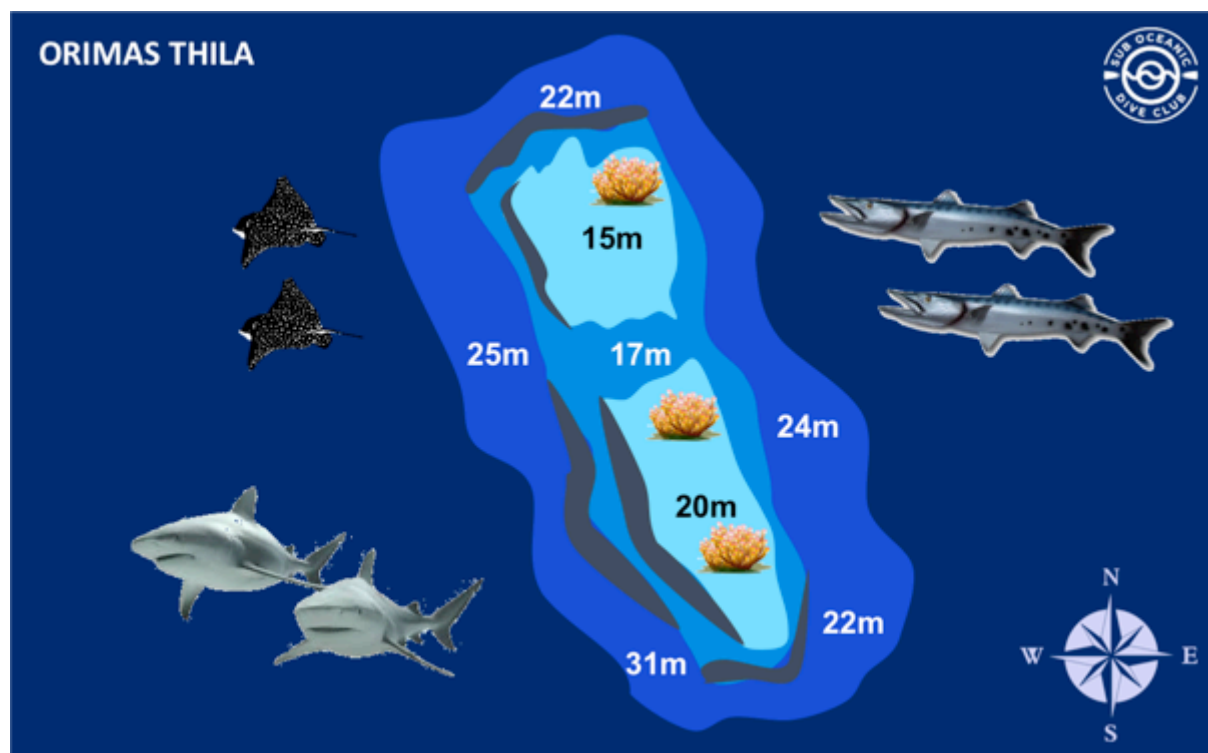 ORIMAS THILA
SUB OCEANIC
DIVE CLUB
22m
15m
25m
17m
24m
20m
22m
31m
N
W
E
S